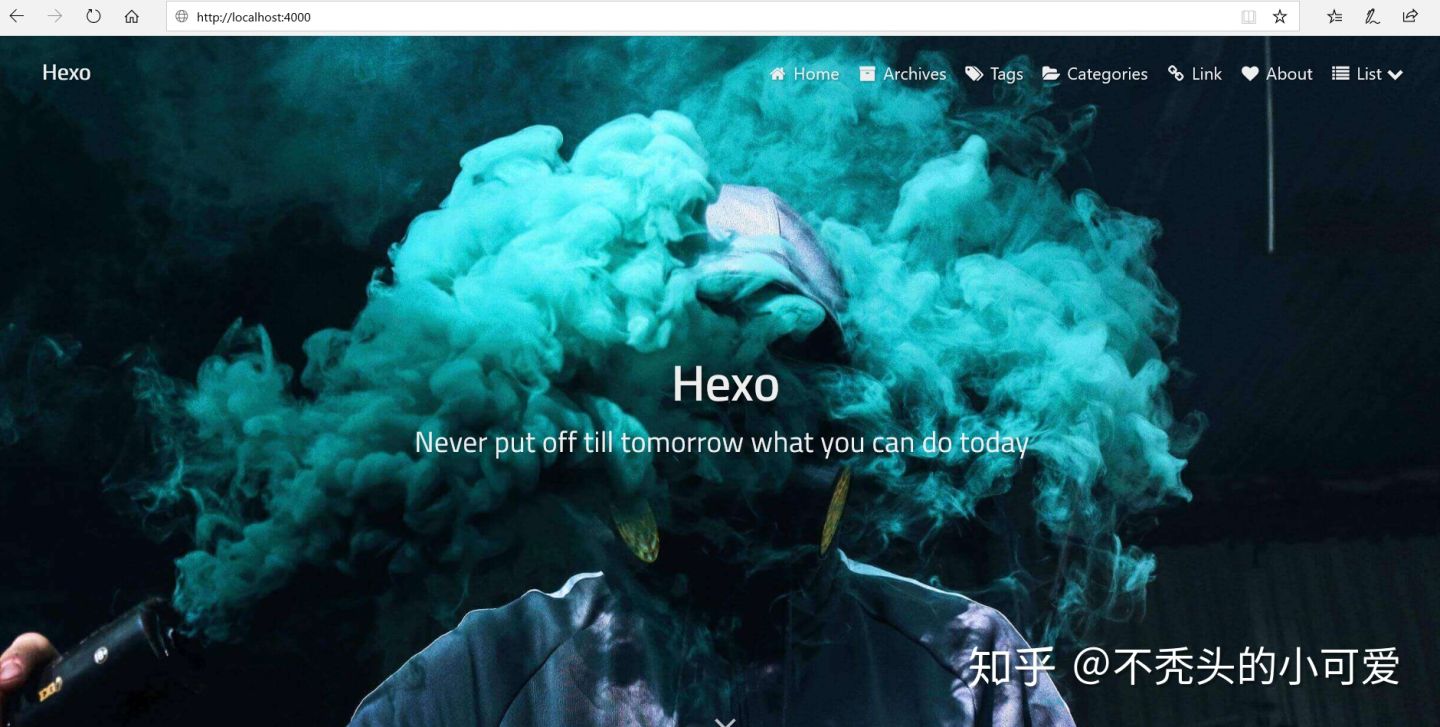 http://localhost:4000
Hexo
Home Archives Tags Categories Link About List
Hexo
Never put off till tomorrow what you can do today
知乎 @不秃头的小可爱